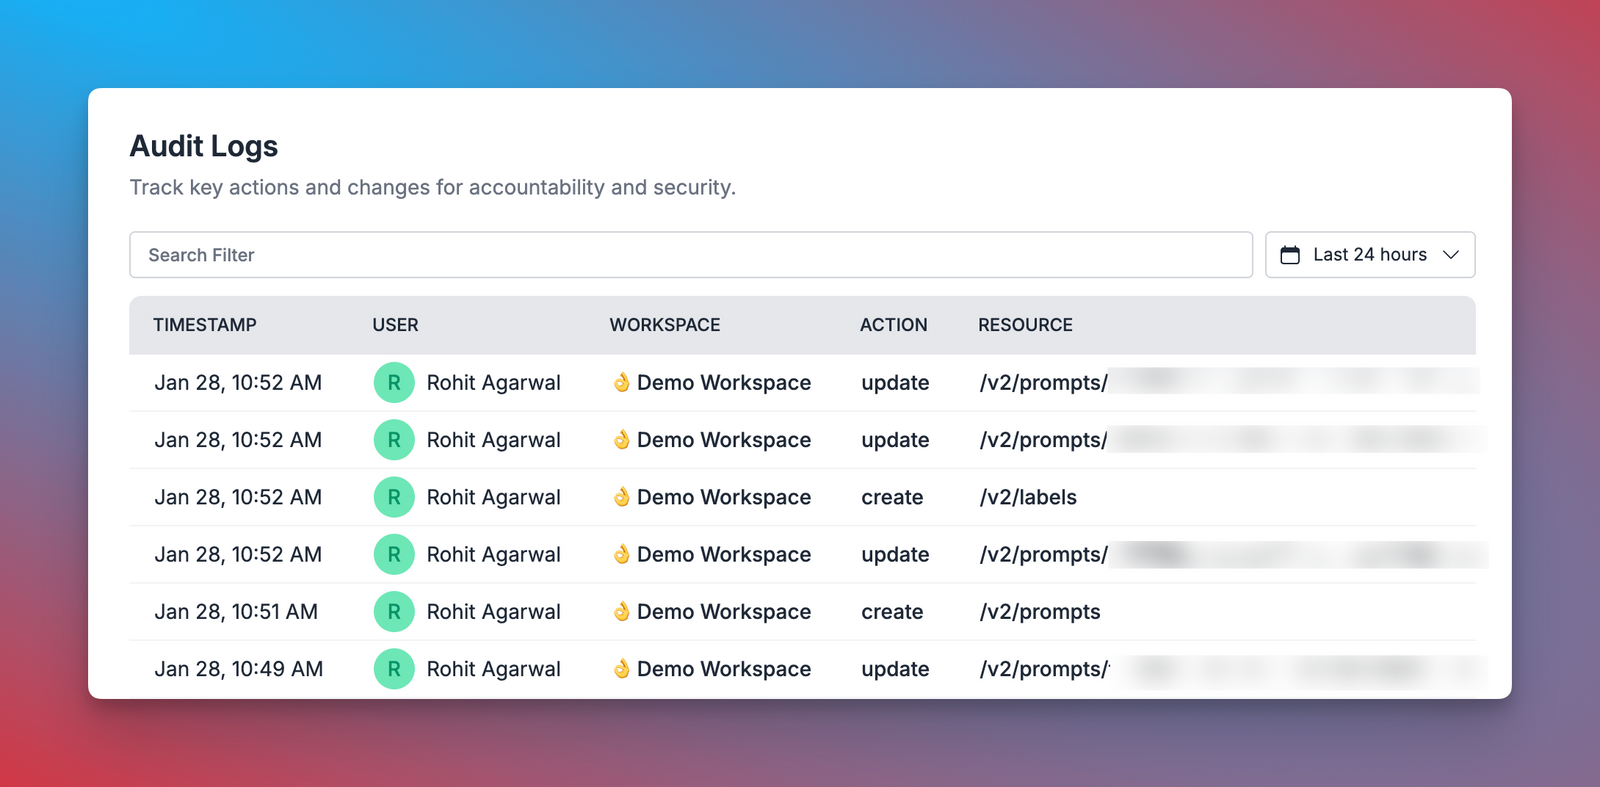 Audit Logs
Track key actions and changes for accountability and security.
Search Filter
Last 24 hours
TIMESTAMP USER WORKSPACE ACTION RESOURCE
Jan 28, 10:52 AM R Rohit Agarwal 👌 Demo Workspace update /v2/prompts/
Jan 28, 10:52 AM R Rohit Agarwal 👌 Demo Workspace update /v2/prompts/
Jan 28, 10:52 AM R Rohit Agarwal 👌 Demo Workspace create /v2/labels
Jan 28, 10:52 AM R Rohit Agarwal 👌 Demo Workspace update /v2/prompts/
Jan 28, 10:51 AM R Rohit Agarwal 👌 Demo Workspace create /v2/prompts
Jan 28, 10:49 AM R Rohit Agarwal 👌 Demo Workspace update /v2/prompts/